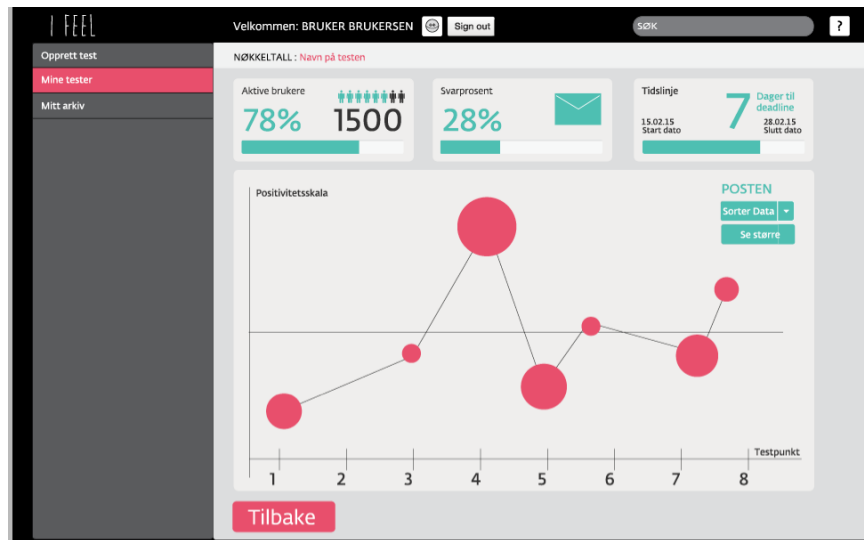 I FEEL
Velkommen: BRUKER BRUKERSEN
Sign out
SØK
?
Opprett test
Mine tester
Mitt arkiv
NØKKELTALL : Navn på testen
Aktive brukere
78%
1500
Svarprosent
28%
Tidslinje
15.02.15
Start dato
7
Dager til
deadline
28.02.15
Slutt dato
Positivitetsskala
POSTEN
Sorter Data
Se større
Testpunkt
1 2 3 4 5 6 7 8
Tilbake